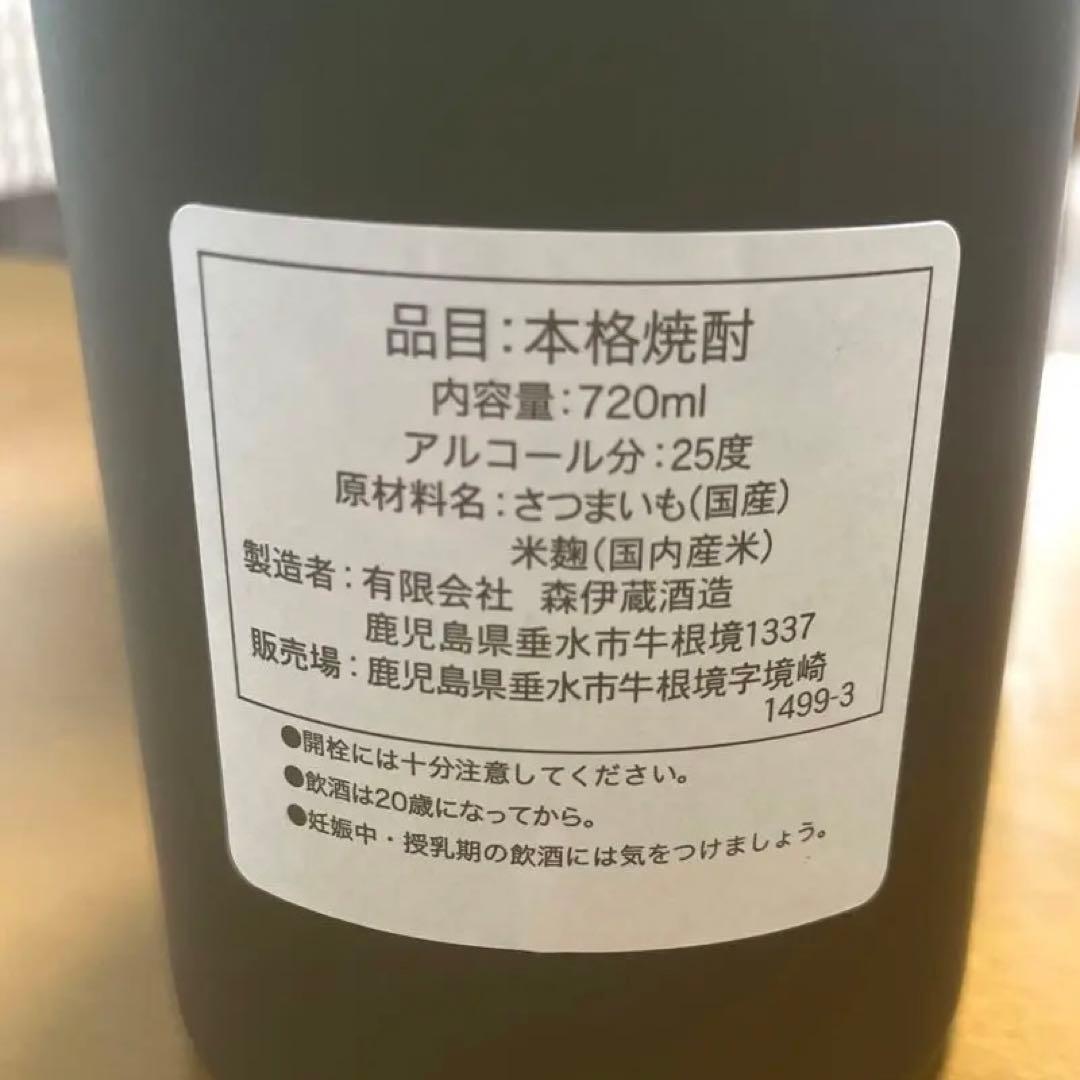 品目:本格焼酎
内容量:720ml
アルコール分:25度
原材料名:さつまいも(国産)
米麹(国内産米)
製造者:有限会社 森伊蔵酒造
鹿児島県垂水市牛根境1337
販売場:鹿児島県垂水市牛根境字境崎
1499-3
●開栓には十分注意してください。
●飲酒は20歳になってから。
●妊娠中・授乳期の飲酒には気をつけましょう。